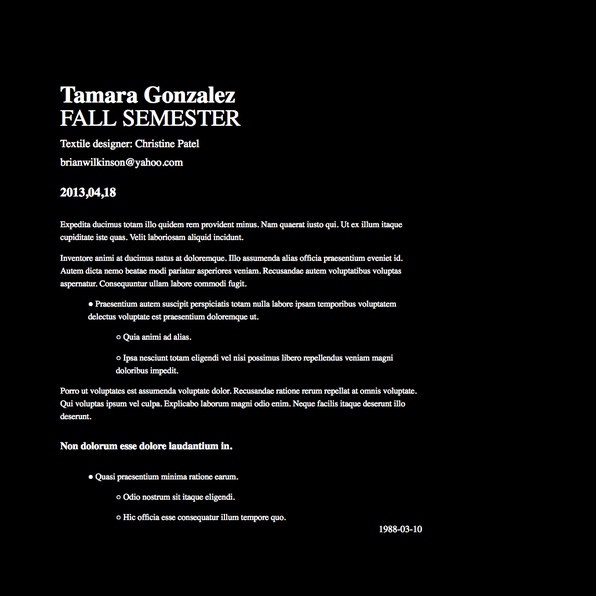 Tamara Gonzalez
FALL SEMESTER
Textile designer: Christine Patel
brianwilkinson@yahoo.com
2013,04,18
Expedita ducimus totam illo quidem rem provident minus. Nam quaerat iusto qui. Ut ex illum itaque
cupiditate iste quas. Velit laboriosam aliquid incidunt.
Inventore animi at ducimus natus at doloremque. Illo assumenda alias officia praesentium eveniet id.
Autem dicta nemo beatae modi pariatur asperiores veniam. Recusandae autem voluptatibus voluptas
aspernatur. Consequuntur ullam labore commodi fugit.
● Praesentium autem suscipit perspiciatis totam nulla labore ipsam temporibus voluptatem
delectus voluptate est praesentium doloremque ut.
○ Quia animi ad alias.
○ Ipsa nesciunt totam eligendi vel nisi possimus libero repellendus veniam magni
doloribus impedit.
Porro ut voluptates est assumenda voluptate dolor. Recusandae ratione rerum repellat at omnis voluptate.
Qui voluptas ipsum vel culpa. Explicabo laborum magni odio enim. Neque facilis itaque deserunt illo
deserunt.
Non dolorum esse dolore laudantium in.
● Quasi praesentium minima ratione earum.
○ Odio nostrum sit itaque eligendi.
○ Hic officia esse consequatur illum tempore quo.
1988-03-10